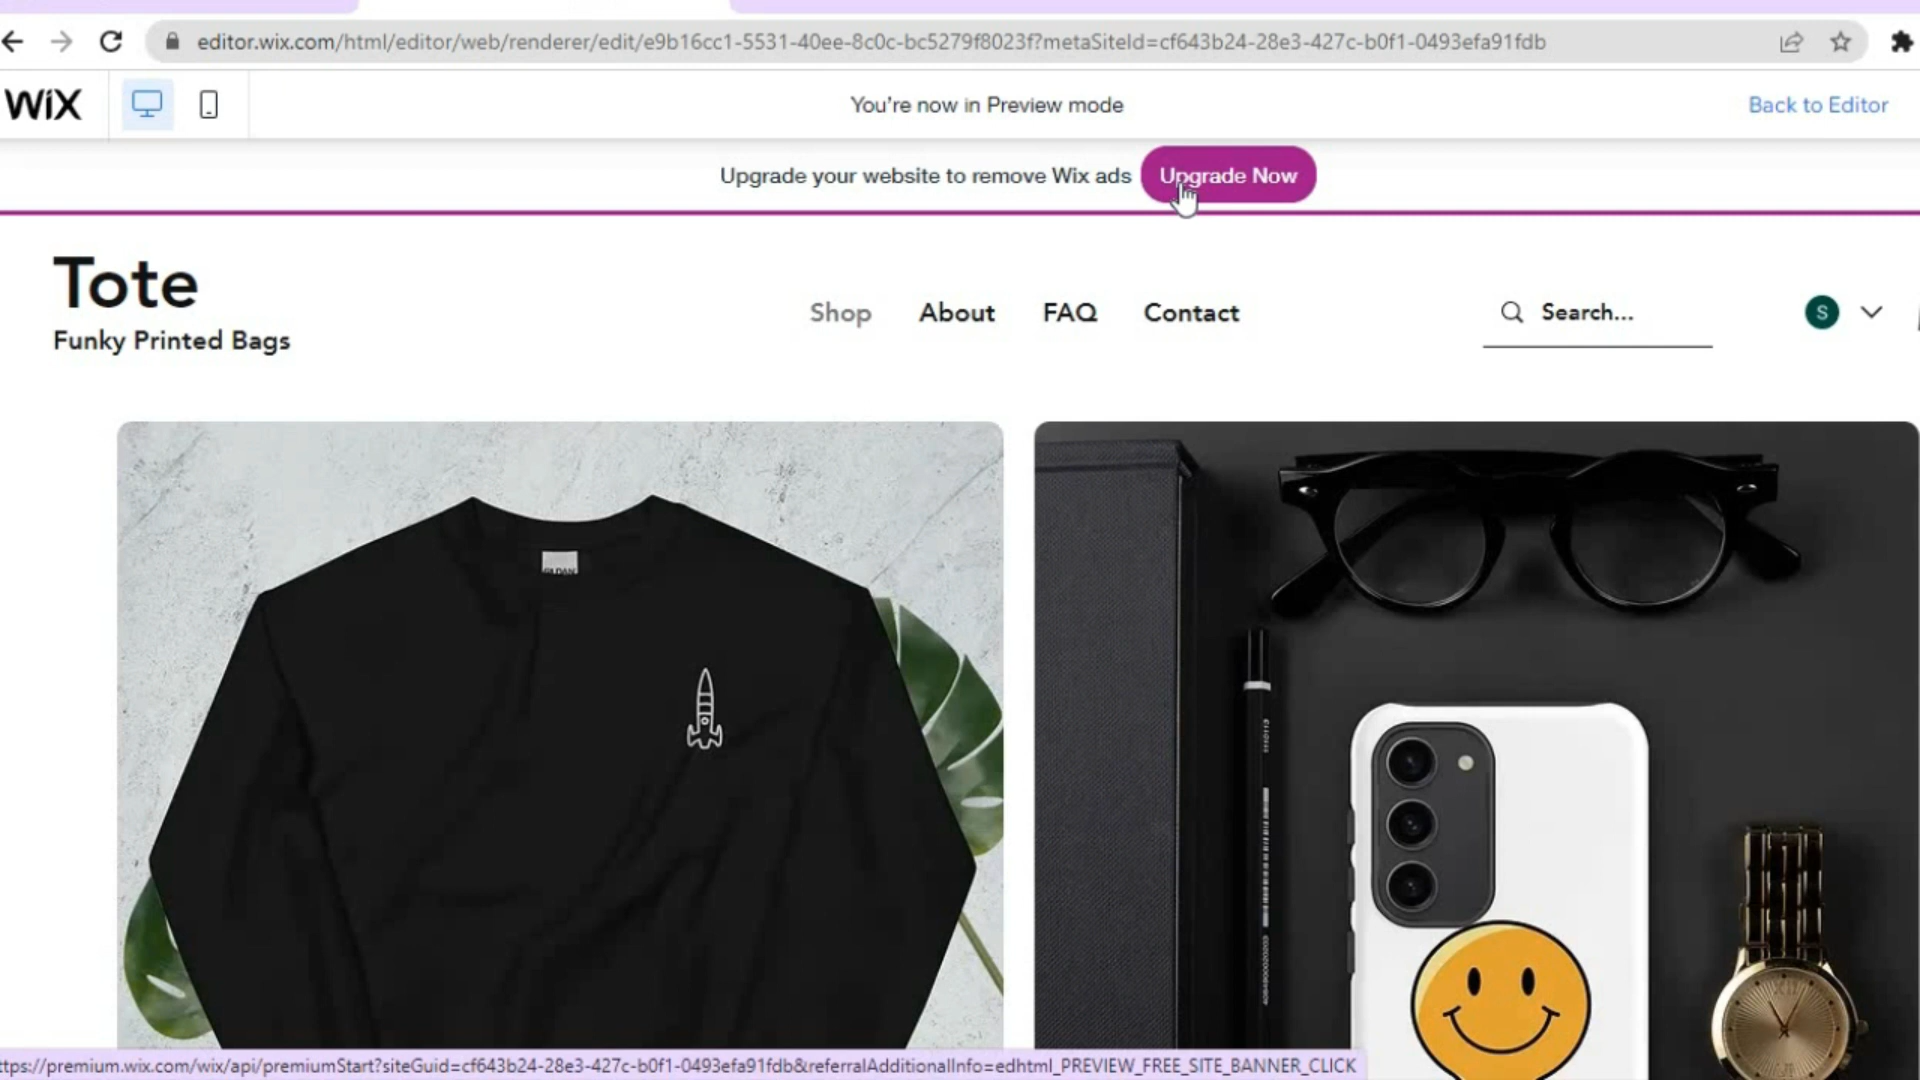 editor.wix.com/html/editor/web/renderer/edit/e9b16cc1-5531-40ee-8c0c-bc5279f8023f?metaSiteId=cf643b24-28e3-427c-b0f1-0493efa91fdb
WiX
You're now in Preview mode
Back to Editor
Upgrade your website to remove Wix ads
Upgrade Now
Tote
Funky Printed Bags
Shop
About
FAQ
Contact
Search...
S
ttps://premium.wix.com/wix/api/premiumStart?siteGuid=cf643b24-28e3-427c-b0f1-0493efa91fdb&referralAdditionalInfo=edhtml_PREVIEW_FREE_SITE_BANNER_CLICK